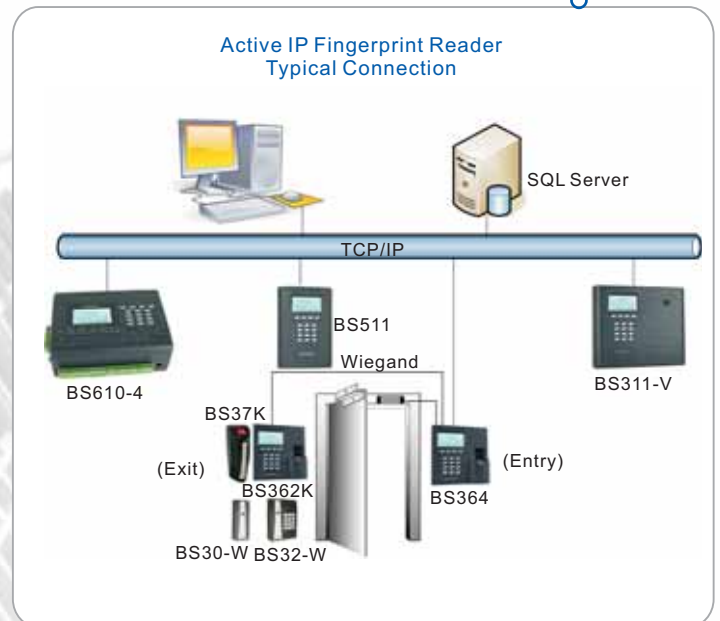 Active IP Fingerprint Reader
Typical Connection
SQL Server
TCP/IP
BS511
Wiegand
BS610-4
BS311-V
BS37K
(Exit)
(Entry)
BS362K
BS364
BS30-W BS32-W